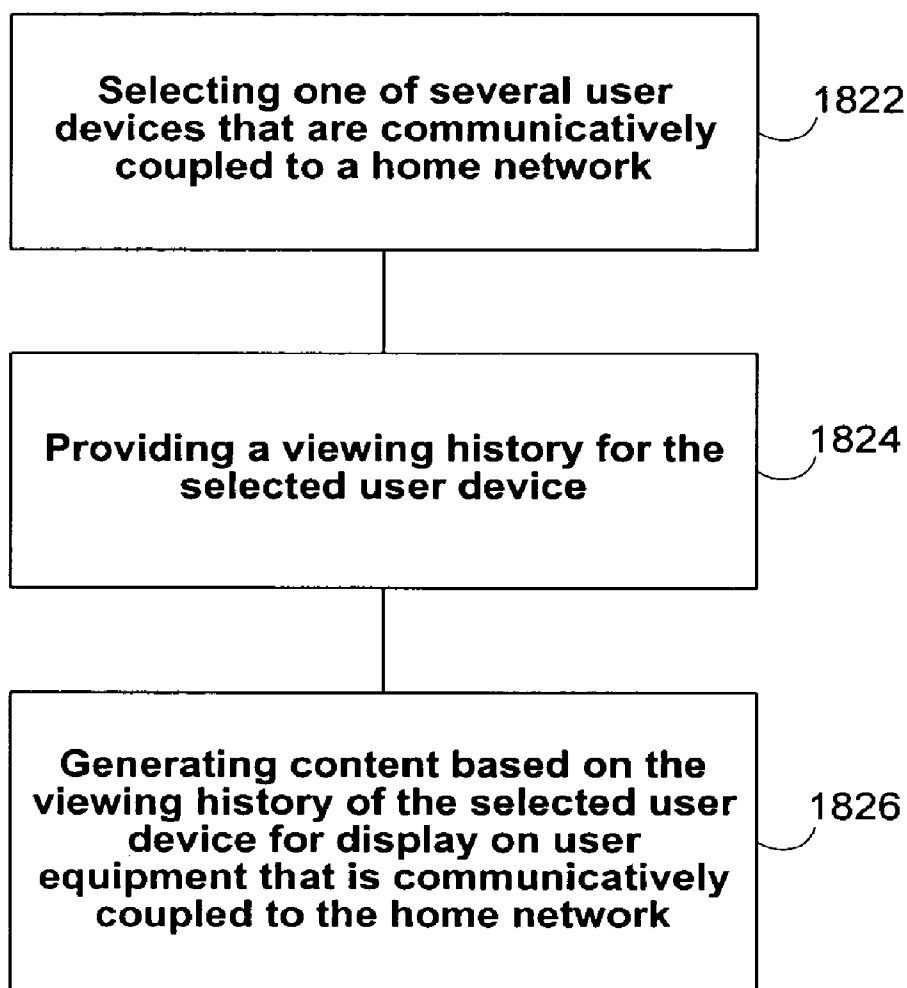 Selecting one of several user
devices that are communicatively
coupled to a home network
1822
Providing a viewing history for the
selected user device
1824
Generating content based on the
viewing history of the selected user
device for display on user
equipment that is communicatively
coupled to the home network
1826